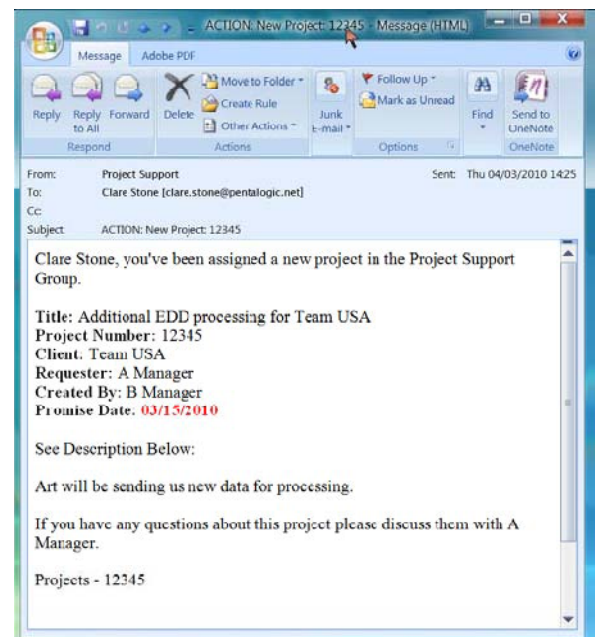 ACTION: New Project: 12345 - Message (HTML)
Message Adobe PDF
Reply Reply to All Forward Delete Move to Folder Create Rule Other Actions Junk E-mail Follow Up Mark as Unread Find Send to OneNote
Respond Actions Options OneNote
From: Project Support Sent: Thu 04/03/2010 14:25
To: Clare Stone [clare.stone@pentalogic.net]
Cc:
Subject: ACTION: New Project: 12345
Clare Stone, you've been assigned a new project in the Project Support
Group.
Title: Additional EDD processing for Team USA
Project Number: 12345
Client: Team USA
Requester: A Manager
Created By: B Manager
Promise Date: 03/15/2010
See Description Below:
Art will be sending us new data for processing.
If you have any questions about this project please discuss them with A
Manager.
Projects - 12345